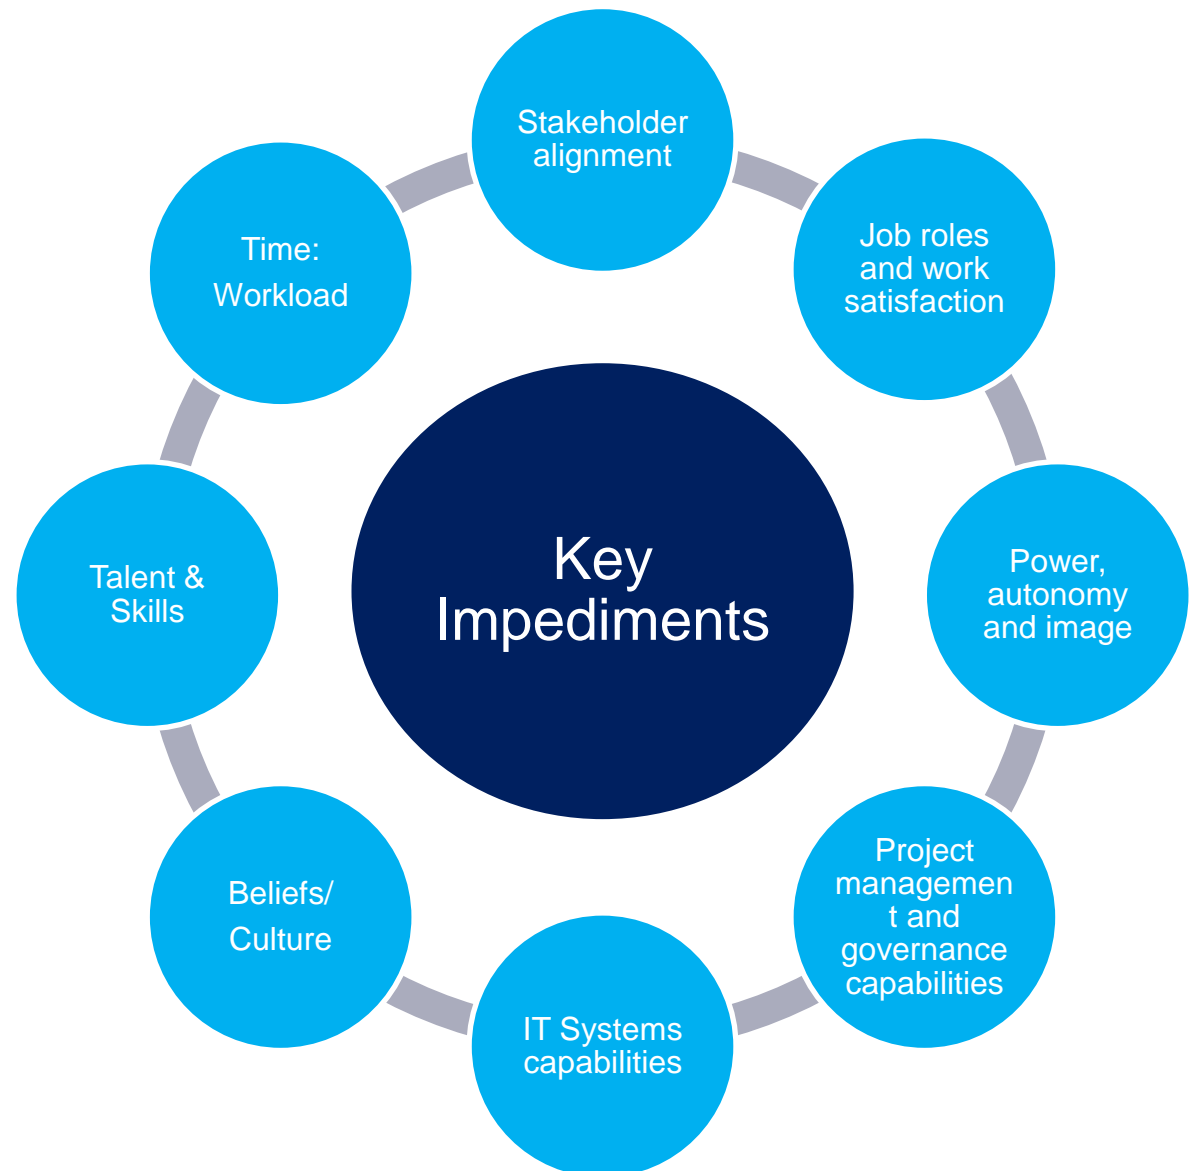 Stakeholder
alignment
Job roles
and work
satisfaction
Power,
autonomy
and image
Project
managemen
t and
governance
capabilities
IT Systems
capabilities
Beliefs/
Culture
Talent &
Skills
Time:
Workload
Key
Impediments